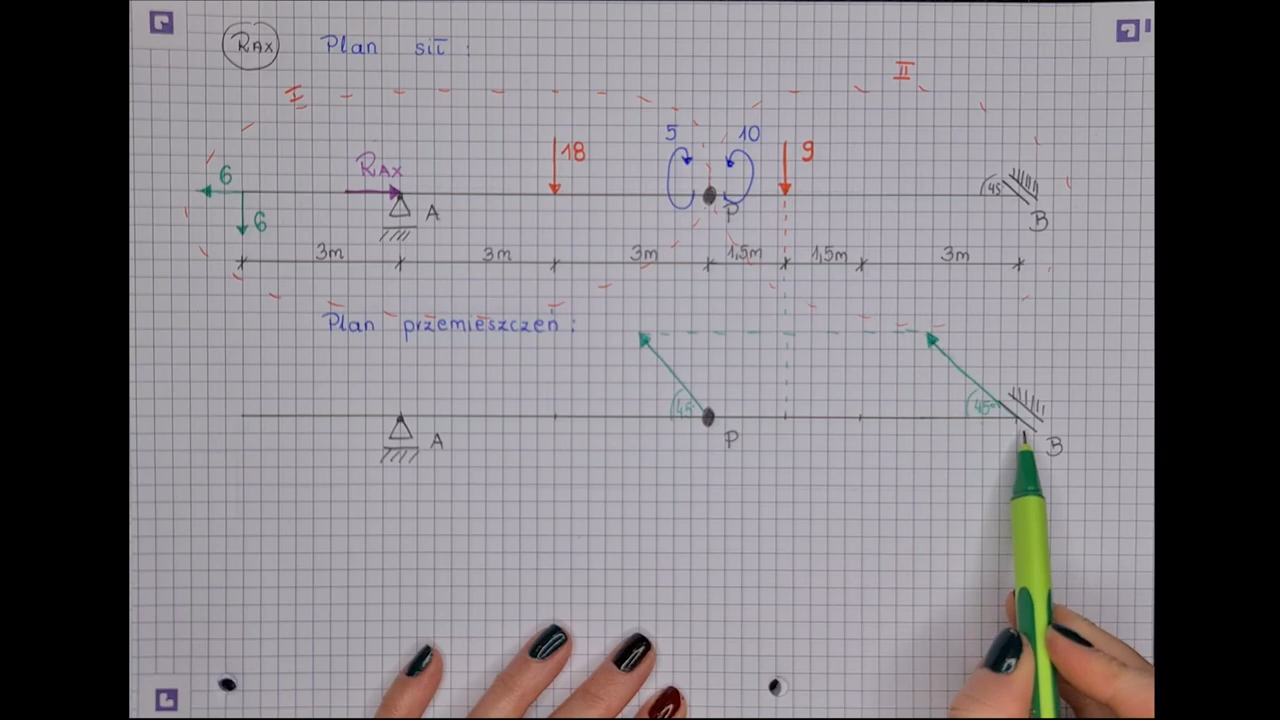 RAX Plan sił :
I II
5 10
6 RAX 18 9
45
6 A P B
3m 3m 3m 1,5m 1,5m 3m
Plan przemieszczeń :
45 45°
A P B